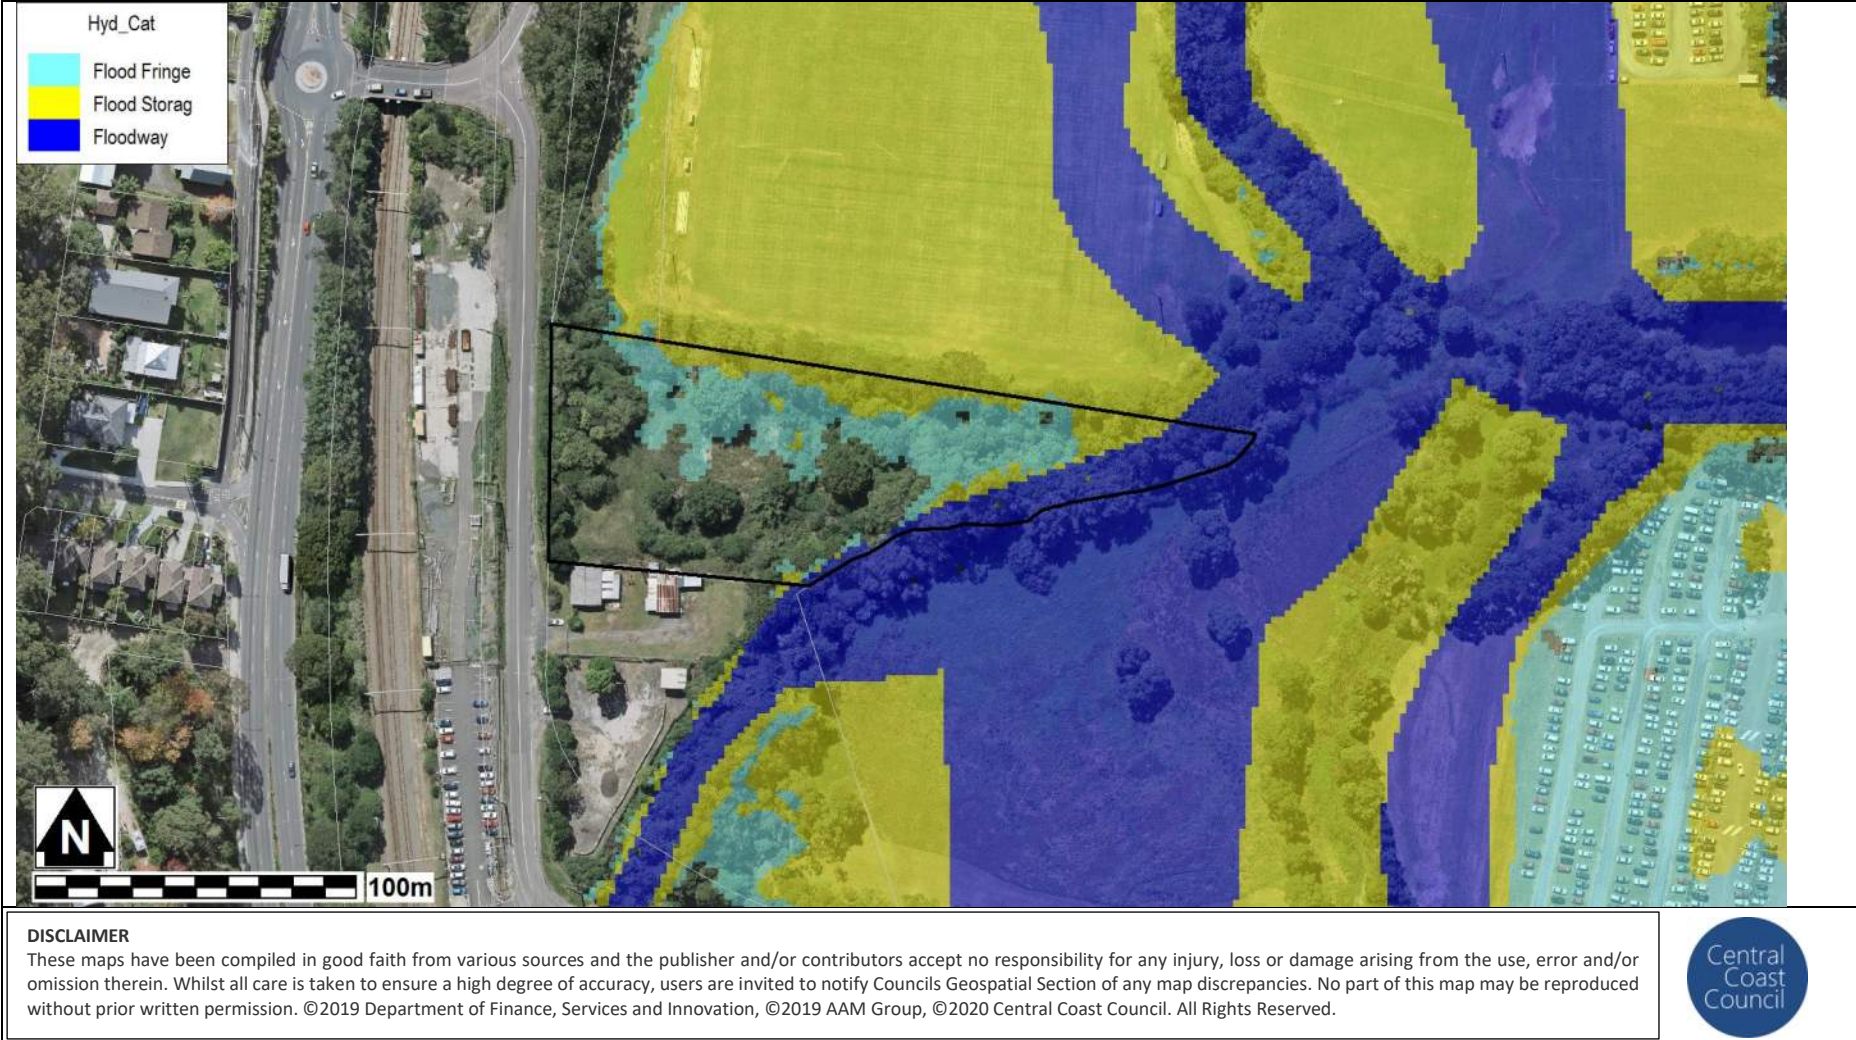 Hyd_Cat
Flood Fringe
Flood Storag
Floodway
N
100m
DISCLAIMER
These maps have been compiled in good faith from various sources and the publisher and/or contributors accept no responsibility for any injury, loss or damage arising from the use, error and/or
omission therein. Whilst all care is taken to ensure a high degree of accuracy, users are invited to notify Councils Geospatial Section of any map discrepancies. No part of this map may be reproduced
without prior written permission. ©2019 Department of Finance, Services and Innovation, ©2019 AAM Group, ©2020 Central Coast Council. All Rights Reserved.
Central
Coast
Council